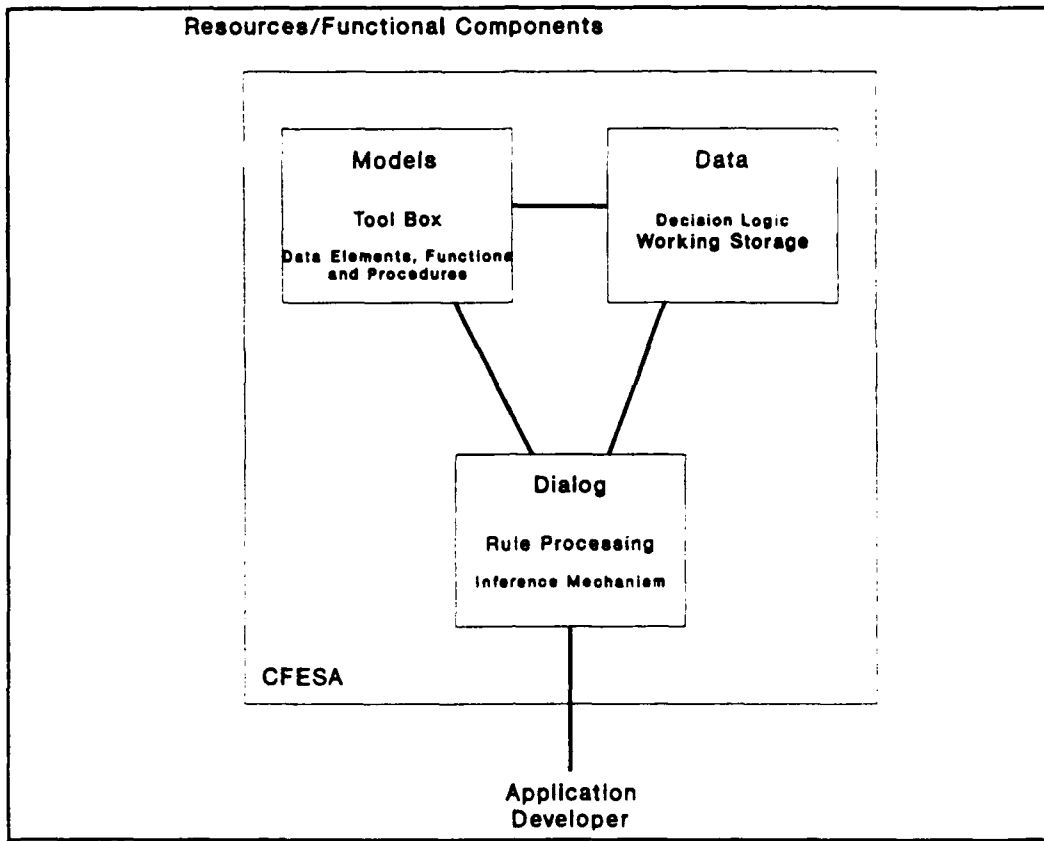 Resources/Functional Components
Models
Tool Box
Data Elements, Functions
and Procedures
Data
Decision Logic
Working Storage
Dialog
Rule Processing
Inference Mechanism
CFESA
Application
Developer